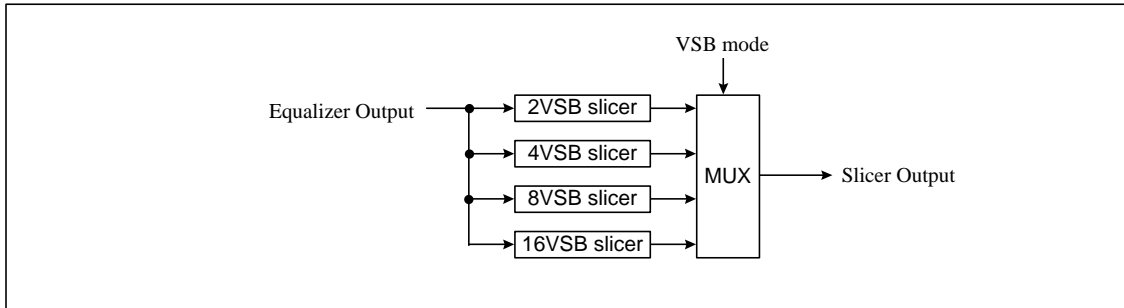 VSB mode
Equalizer Output
2VSB slicer
4VSB slicer
8VSB slicer
16VSB slicer
MUX
Slicer Output